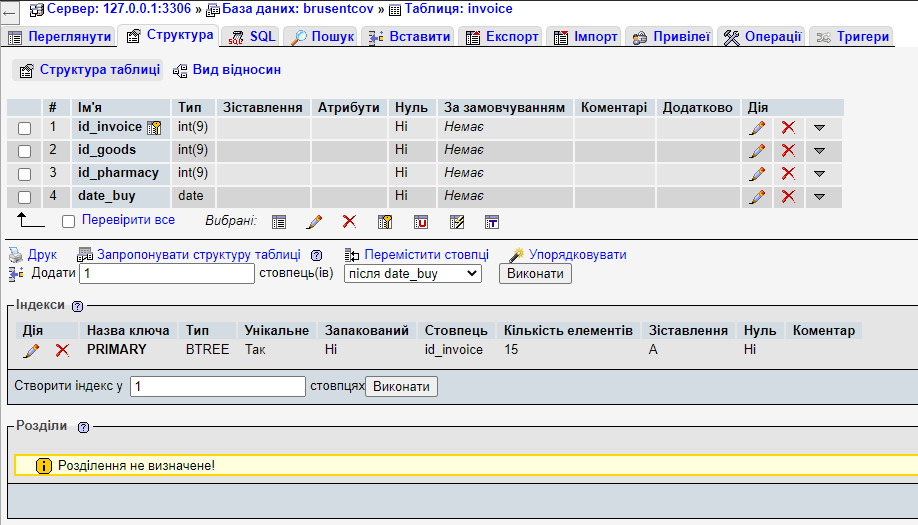 Сервер: 127.0.0.1:3306 » База даних: brusentcov » Таблиця: invoice
Переглянути Структура SQL Пошук Вставити Експорт Імпорт Привілеї Операції Тригери
Структура таблиці Вид відносин
# Ім'я Тип Зіставлення Атрибути Нуль За замовчуванням Коментарі Додатково Дія
1 id_invoice int(9) Ні Немає
2 id_goods int(9) Ні Немає
3 id_pharmacy int(9) Ні Немає
4 date_buy date Ні Немає
Перевірити все Вибрані:
Друк Запропонувати структуру таблиці Перемістити стовпці Упорядковувати
Додати 1 стовпець(ів) після date_buy Виконати
Індекси
Дія Назва ключа Тип Унікальне Запакований Стовпець Кількість елементів Зіставлення Нуль Коментар
PRIMARY BTREE Так Ні id_invoice 15 A Ні
Створити індекс у 1 стовпцях Виконати
Розділи
Розділення не визначене!